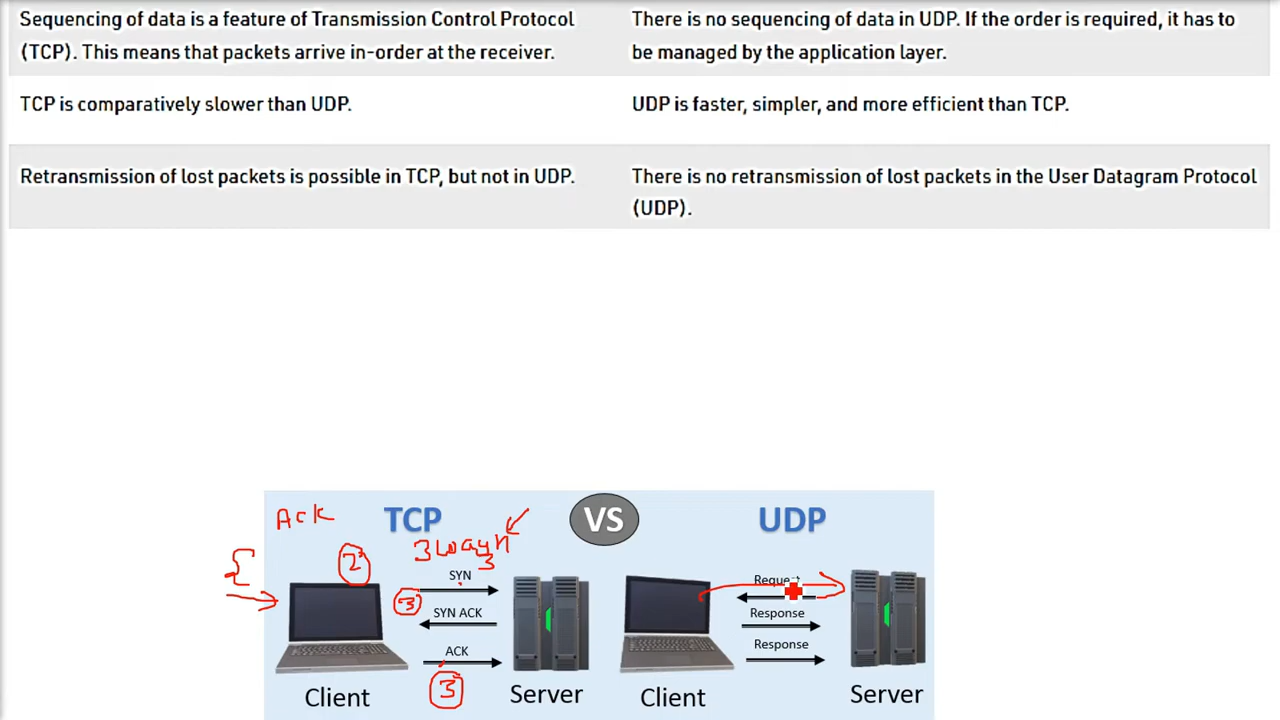 Sequencing of data is a feature of Transmission Control Protocol
(TCP). This means that packets arrive in-order at the receiver.
There is no sequencing of data in UDP. If the order is required, it has to
be managed by the application layer.
TCP is comparatively slower than UDP.
UDP is faster, simpler, and more efficient than TCP.
Retransmission of lost packets is possible in TCP, but not in UDP.
There is no retransmission of lost packets in the User Datagram Protocol
(UDP).
Ack
TCP
VS
UDP
3 way h
3
2
SYN
3
SYN ACK
ACK
3
Request
Response
Response
Client
Server
Client
Server